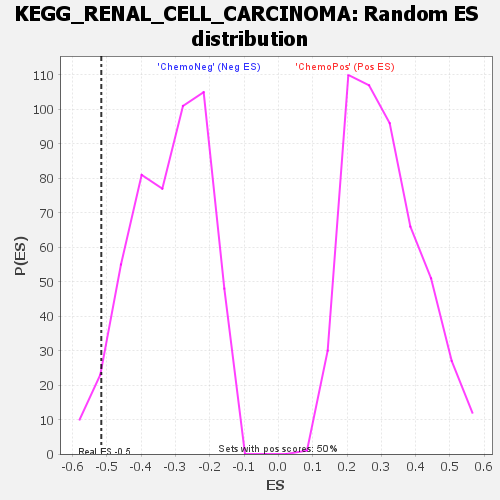 KEGG_RENAL_CELL_CARCINOMA: Random ES
distribution
'ChemoNeg' (Neg ES)
'ChemoPos' (Pos ES)
110
100
90
80
70
60
50
40
30
20
10
0
P(ES)
Real ES -0.5
Sets with pos scores: 50%
-0.6 -0.5 -0.4 -0.3 -0.2 -0.1 0.0 0.1 0.2 0.3 0.4 0.5 0.6
ES